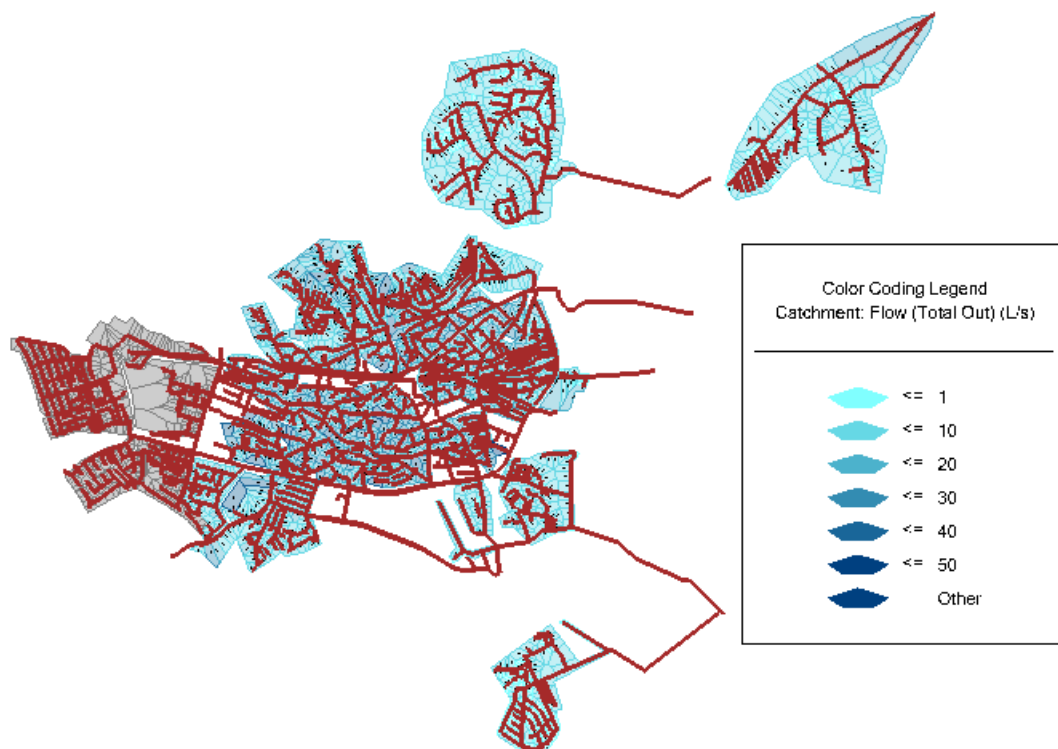 Color Coding Legend
Catchment: Flow (Total Out) (L/s)
<= 1
<= 10
<= 20
<= 30
<= 40
<= 50
Other